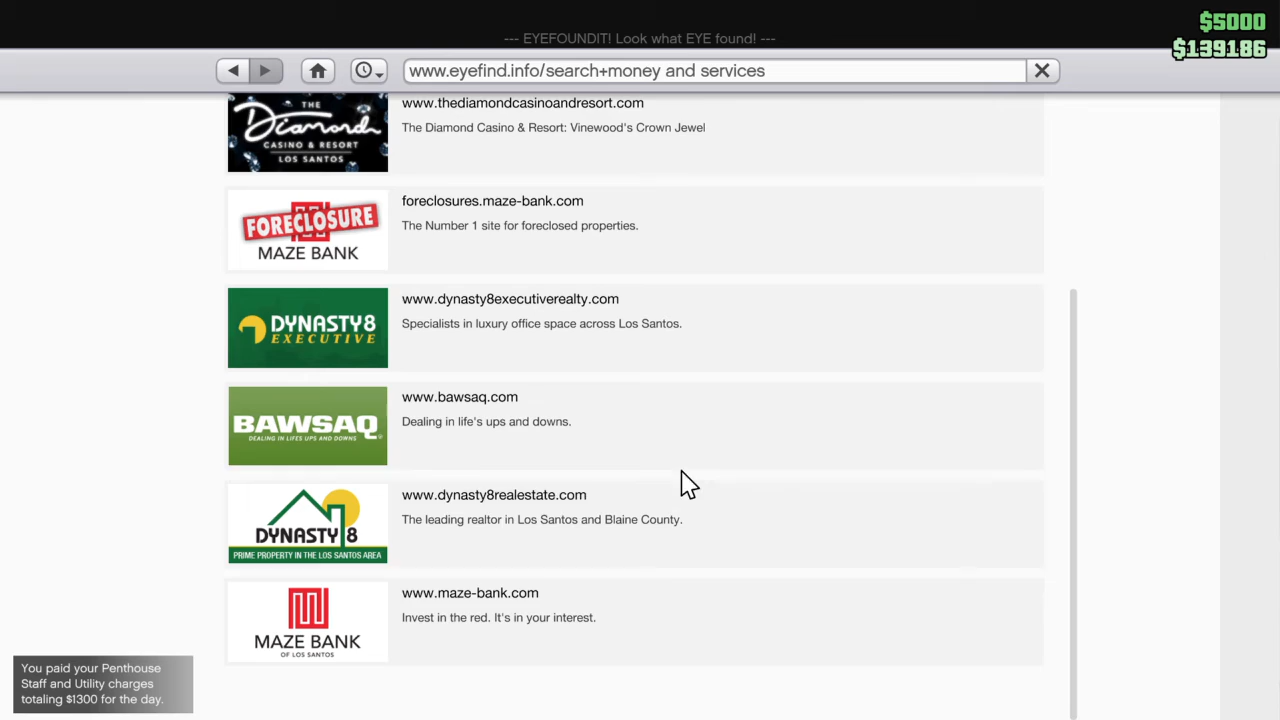 $5000
--- EYEFOUNDIT! Look what EYE found! ---
$139186
www.eyefind.info/search+money and services
THE
Diamond
CASINO & RESORT
LOS SANTOS
www.thediamondcasinoandresort.com
The Diamond Casino & Resort: Vinewood's Crown Jewel
FORECLOSURE
MAZE BANK
foreclosures.maze-bank.com
The Number 1 site for foreclosed properties.
DYNASTY 8
EXECUTIVE
www.dynasty8executiverealty.com
Specialists in luxury office space across Los Santos.
BAWSAQ
DEALING IN LIFES UPS AND DOWNS
www.bawsaq.com
Dealing in life's ups and downs.
DYNASTY 8
PRIME PROPERTY IN THE LOS SANTOS AREA
www.dynasty8realestate.com
The leading realtor in Los Santos and Blaine County.
MAZE BANK
OF LOS SANTOS
www.maze-bank.com
Invest in the red. It's in your interest.
You paid your Penthouse
Staff and Utility charges
totaling $1300 for the day.